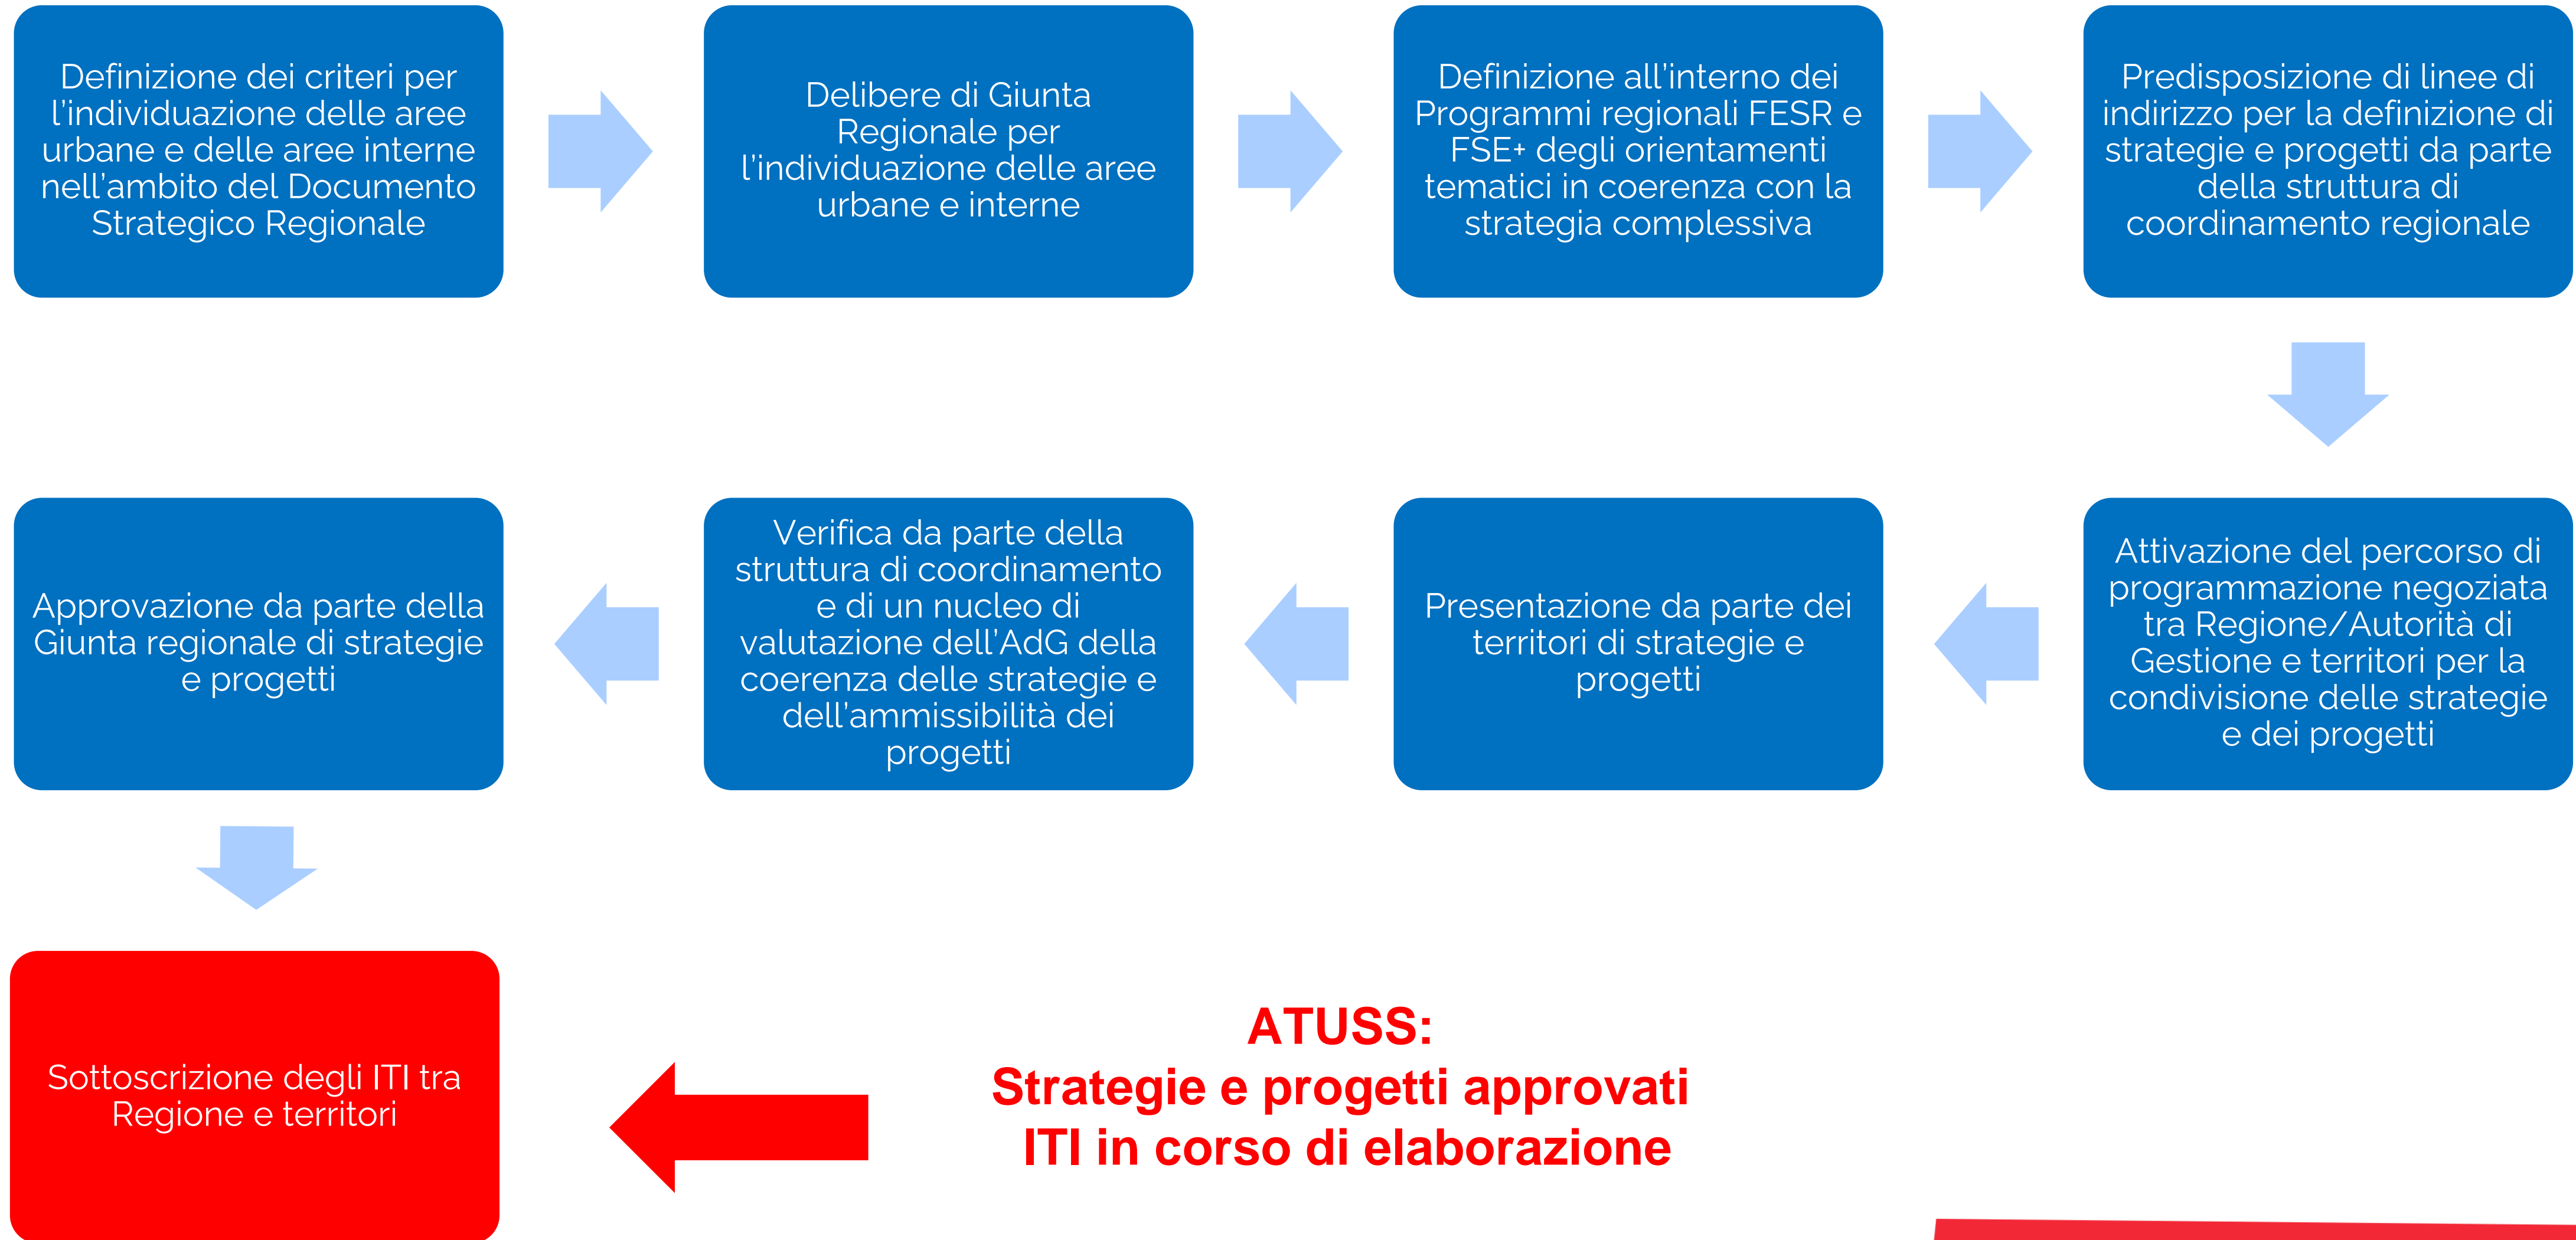 Definizione dei criteri per
l'individuazione delle aree
urbane e delle aree interne
nell'ambito del Documento
Strategico Regionale
Delibere di Giunta
Regionale per
l'individuazione delle aree
urbane e interne
Definizione all'interno dei
Programmi regionali FESR e
FSE+ degli orientamenti
tematici in coerenza con la
strategia complessiva
Predisposizione di linee di
indirizzo per la definizione di
strategie e progetti da parte
della struttura di
coordinamento regionale
Attivazione del percorso di
programmazione negoziata
tra Regione/Autorità di
Gestione e territori per la
condivisione delle strategie
e dei progetti
Presentazione da parte dei
territori di strategie e
progetti
Verifica da parte della
struttura di coordinamento
e di un nucleo di
valutazione dell'AdG della
coerenza delle strategie e
dell'ammissibilità dei
progetti
Approvazione da parte della
Giunta regionale di strategie
e progetti
Sottoscrizione degli ITI tra
Regione e territori
ATUSS:
Strategie e progetti approvati
ITI in corso di elaborazione